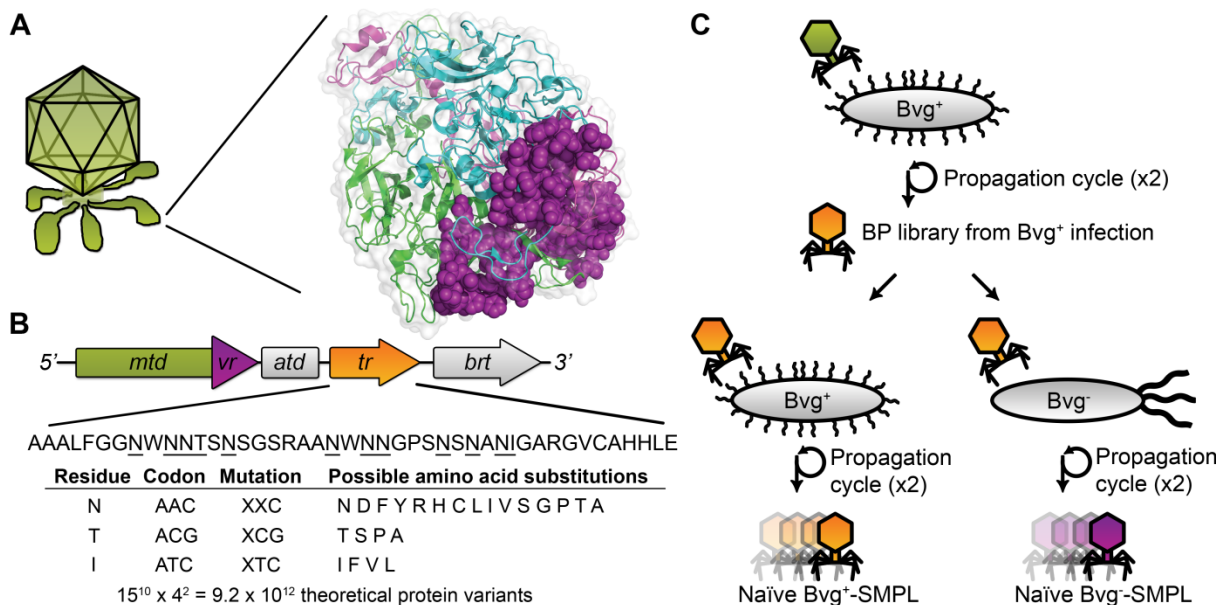 A
B
5’ mtd vr atd tr brt 3’
AAALFGGNWNNTSNSGSRAANWNNGPSNSNANIGARGVCAHHLE
Residue Codon Mutation Possible amino acid substitutions
N AAC XXC N D F Y R H C L I V S G P T A
T ACG XCG T S P A
I ATC XTC I F V L
15¹⁰ x 4² = 9.2 x 10¹² theoretical protein variants
C
Bvg⁺
Propagation cycle (x2)
BP library from Bvg⁺ infection
Bvg⁺
Bvg⁻
Propagation
cycle (x2)
Propagation
cycle (x2)
Naïve Bvg⁺-SMPL
Naïve Bvg⁻-SMPL